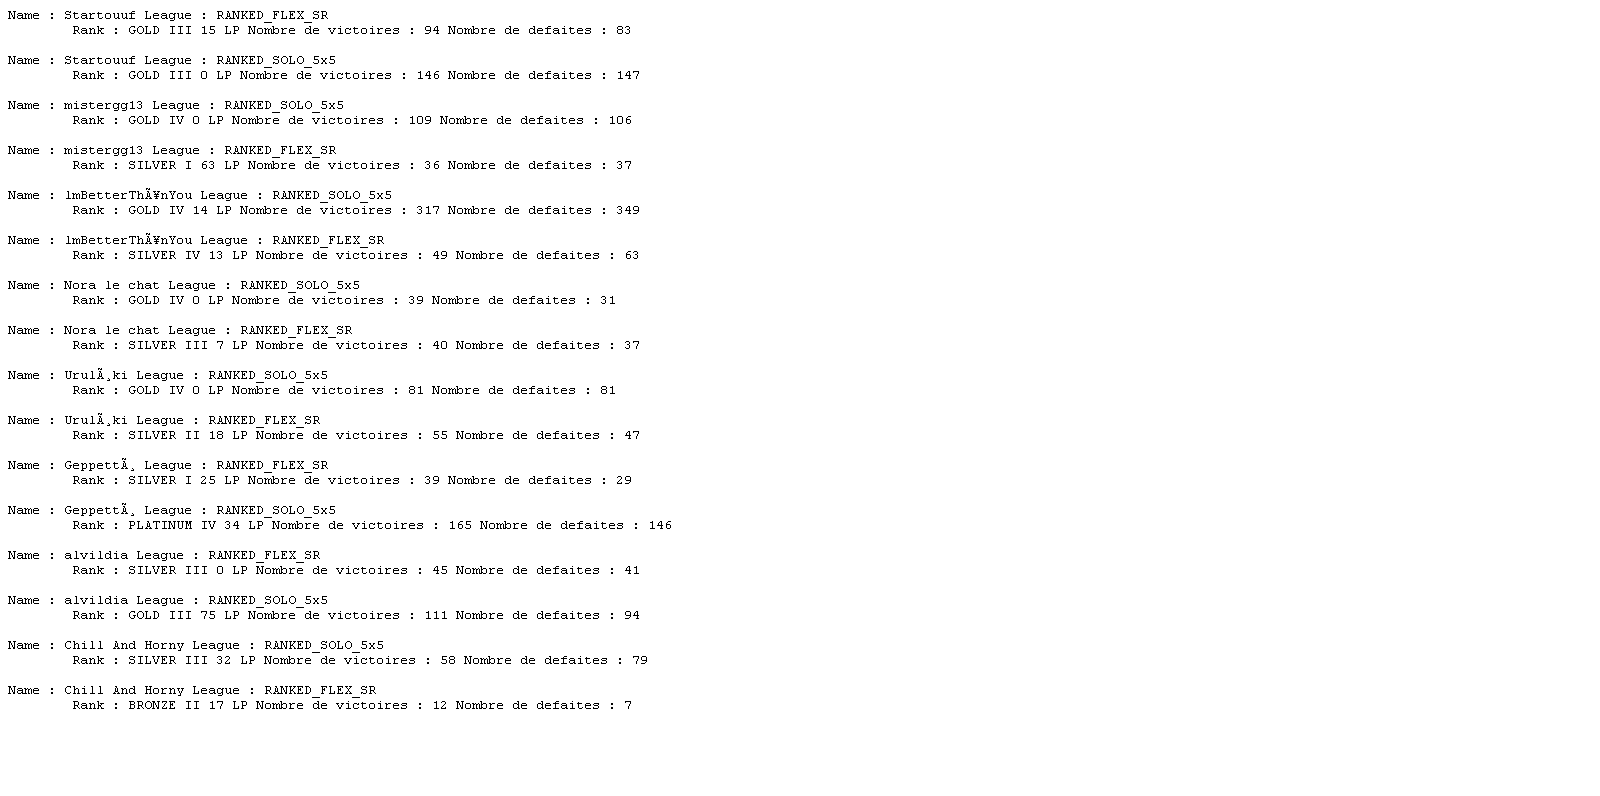 Name : Startouuf League : RANKED_FLEX_SR
Rank : GOLD III 15 LP Nombre de victoires : 94 Nombre de defaites : 83
Name : Startouuf League : RANKED_SOLO_5x5
Rank : GOLD III 0 LP Nombre de victoires : 146 Nombre de defaites : 147
Name : mistergg13 League : RANKED_SOLO_5x5
Rank : GOLD IV 0 LP Nombre de victoires : 109 Nombre de defaites : 106
Name : mistergg13 League : RANKED_FLEX_SR
Rank : SILVER I 63 LP Nombre de victoires : 36 Nombre de defaites : 37
Name : lmBetterThÃ¥nYou League : RANKED_SOLO_5x5
Rank : GOLD IV 14 LP Nombre de victoires : 317 Nombre de defaites : 349
Name : lmBetterThÃ¥nYou League : RANKED_FLEX_SR
Rank : SILVER IV 13 LP Nombre de victoires : 49 Nombre de defaites : 63
Name : Nora le chat League : RANKED_SOLO_5x5
Rank : GOLD IV 0 LP Nombre de victoires : 39 Nombre de defaites : 31
Name : Nora le chat League : RANKED_FLEX_SR
Rank : SILVER III 7 LP Nombre de victoires : 40 Nombre de defaites : 37
Name : UrulÃ¸ki League : RANKED_SOLO_5x5
Rank : GOLD IV 0 LP Nombre de victoires : 81 Nombre de defaites : 81
Name : UrulÃ¸ki League : RANKED_FLEX_SR
Rank : SILVER II 18 LP Nombre de victoires : 55 Nombre de defaites : 47
Name : GeppettÃ¸ League : RANKED_FLEX_SR
Rank : SILVER I 25 LP Nombre de victoires : 39 Nombre de defaites : 29
Name : GeppettÃ¸ League : RANKED_SOLO_5x5
Rank : PLATINUM IV 34 LP Nombre de victoires : 165 Nombre de defaites : 146
Name : alvildia League : RANKED_FLEX_SR
Rank : SILVER III 0 LP Nombre de victoires : 45 Nombre de defaites : 41
Name : alvildia League : RANKED_SOLO_5x5
Rank : GOLD III 75 LP Nombre de victoires : 111 Nombre de defaites : 94
Name : Chill And Horny League : RANKED_SOLO_5x5
Rank : SILVER III 32 LP Nombre de victoires : 58 Nombre de defaites : 79
Name : Chill And Horny League : RANKED_FLEX_SR
Rank : BRONZE II 17 LP Nombre de victoires : 12 Nombre de defaites : 7